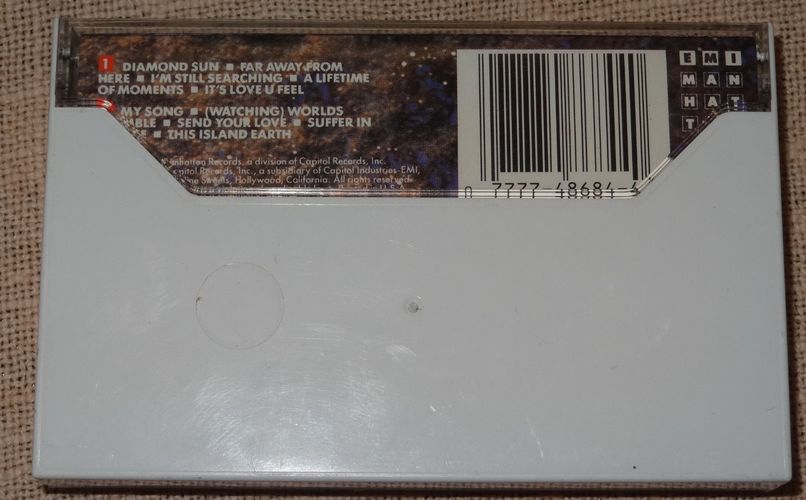 1 DIAMOND SUN ■ FAR AWAY FROM
HERE ■ I'M STILL SEARCHING ■ A LIFETIME
OF MOMENTS ■ IT'S LOVE U FEEL
MY SONG ■ (WATCHING) WORLDS
■ SEND YOUR LOVE ■ SUFFER IN
■ THIS ISLAND EARTH
Manhattan Records, a division of Capitol Records, Inc.
Capitol Records, Inc., a subsidiary of Capitol Industries-EMI,
Streets, Hollywood, California. All rights reserved.
U.S.A.
0 7777-48684-4
EMI
MAN
HAT
T